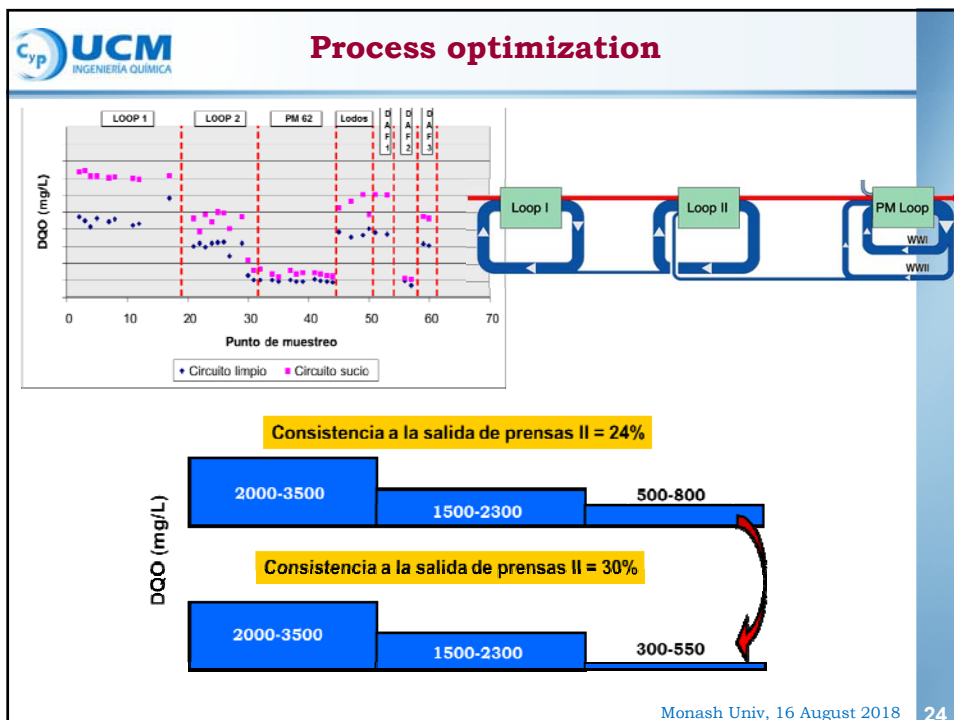 Cyp UCM
INGENIERÍA QUÍMICA
Process optimization
LOOP 1 LOOP 2 PM 62 Lodos DAF1 DAF2 DAF3
DQO (mg/L)
0 10 20 30 40 50 60 70
Punto de muestreo
Circuito limpio Circuito sucio
Loop I Loop II PM Loop
WWI
WWII
Consistencia a la salida de prensas II = 24%
DQO (mg/L)
2000-3500
1500-2300
500-800
Consistencia a la salida de prensas II = 30%
2000-3500
1500-2300
300-550
Monash Univ, 16 August 2018 24